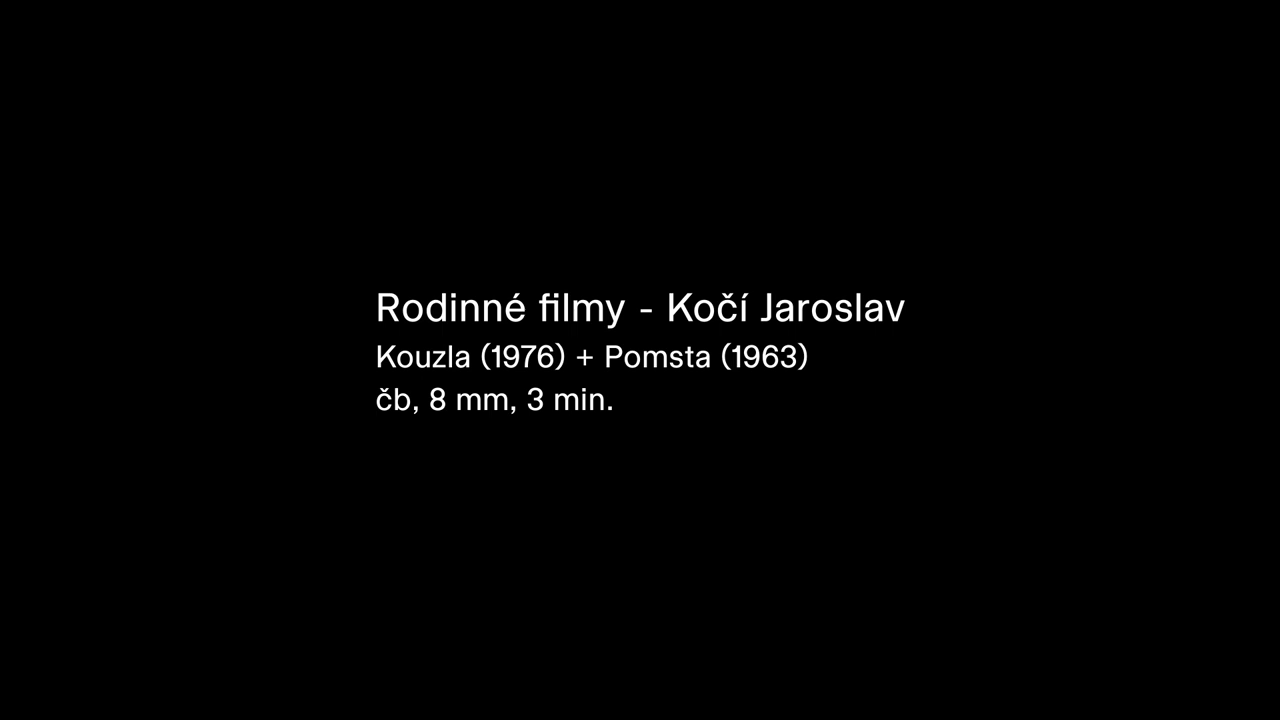 Rodinné filmy - Kočí Jaroslav
Kouzla (1976) + Pomsta (1963)
čb, 8 mm, 3 min.